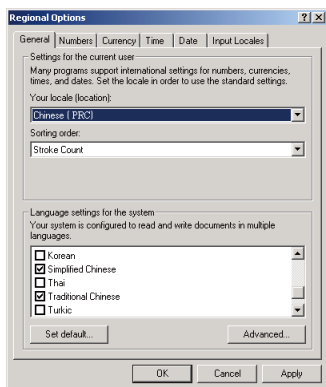 Regional Options
General Numbers Currency Time Date Input Locales
Settings for the current user
Many programs support international settings for numbers, currencies,
times, and dates. Set the locale in order to use the standard settings.
Your locale (location):
Chinese ( PRC)
Sorting order:
Stroke Count
Language settings for the system
Your system is configured to read and write documents in multiple
languages.
Korean
Simplified Chinese
Thai
Traditional Chinese
Turkic
Set default... Advanced...
OK Cancel Apply